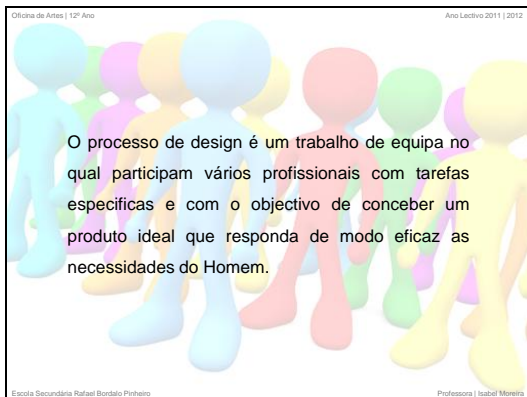 Oficina de Artes | 12º Ano
Ano Lectivo 2011 | 2012
O processo de design é um trabalho de equipa no
qual participam vários profissionais com tarefas
especificas e com o objectivo de conceber um
produto ideal que responda de modo eficaz as
necessidades do Homem.
Escola Secundária Rafael Bordalo Pinheiro
Professora | Isabel Moreira